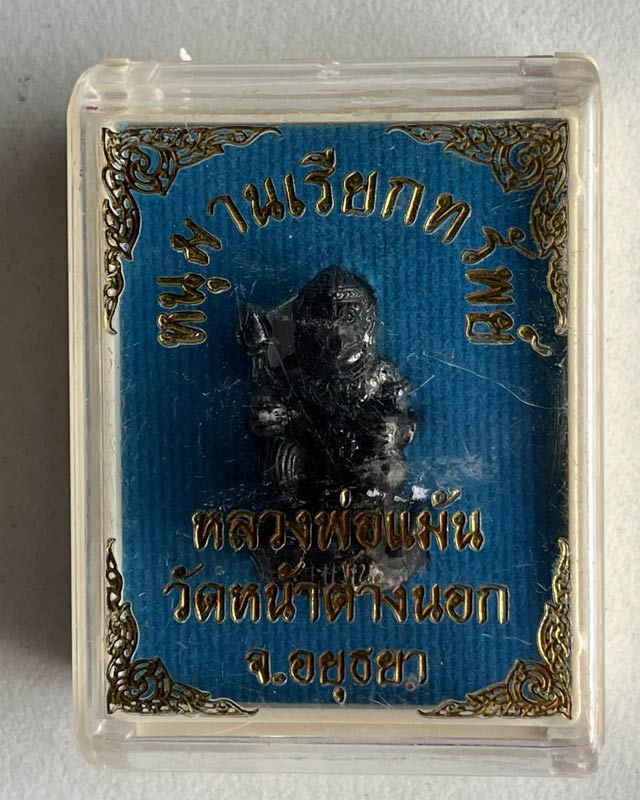 หนุมานเรียกทรัพย์
หลวงพ่อแม้น
วัดหน้าต่างนอก
จ.อยุธยา